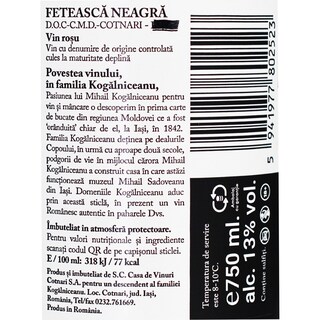 FETEASCĂ NEAGRĂ
D.O.C-C.M.D.-COTNARI -
Vin roșu
Vin cu denumire de origine controlată
cules la maturitate deplină
Povestea vinului,
în familia Kogălniceanu,
Pasiunea lui Mihail Kogălniceanu pentru
vin și mâncare o descoperim în prima carte
de bucate din regiunea Moldovei ce a fost
'orânduită' chiar de el, la Iași, în 1842.
Familia Kogălniceanu deținea pe dealurile
Copoului, în urmă cu aproape două secole,
podgorii de vie în mijlocul cărora Mihail
Kogălniceanu a construit casa în care astăzi
funcționează muzeul Mihail Sadoveanu
din Iași. Domeniile Kogălniceanu aduc
prin această sticlă, în prezent un vin
Românesc autentic în paharele Dvs.
Îmbuteliat în atmosferă protectoare.
Pentru valori nutriționale și ingrediente
scanați codul QR de pe capișonul sticlei.
E / 100 ml: 318 kJ / 77 kcal
Produs și îmbuteliat de S.C. Casa de Vinuri
Cotnari S.A. pentru un descendent al familiei
Kogălniceanu. Loc. Cotnari, jud. Iași,
România, Tel/fax 0232.761669.
Produs în România.
5 941977 802523
Temperatura de servire
este 8-10°C.
e750 ml.
alc. 13% vol.
Conține sulfiți.